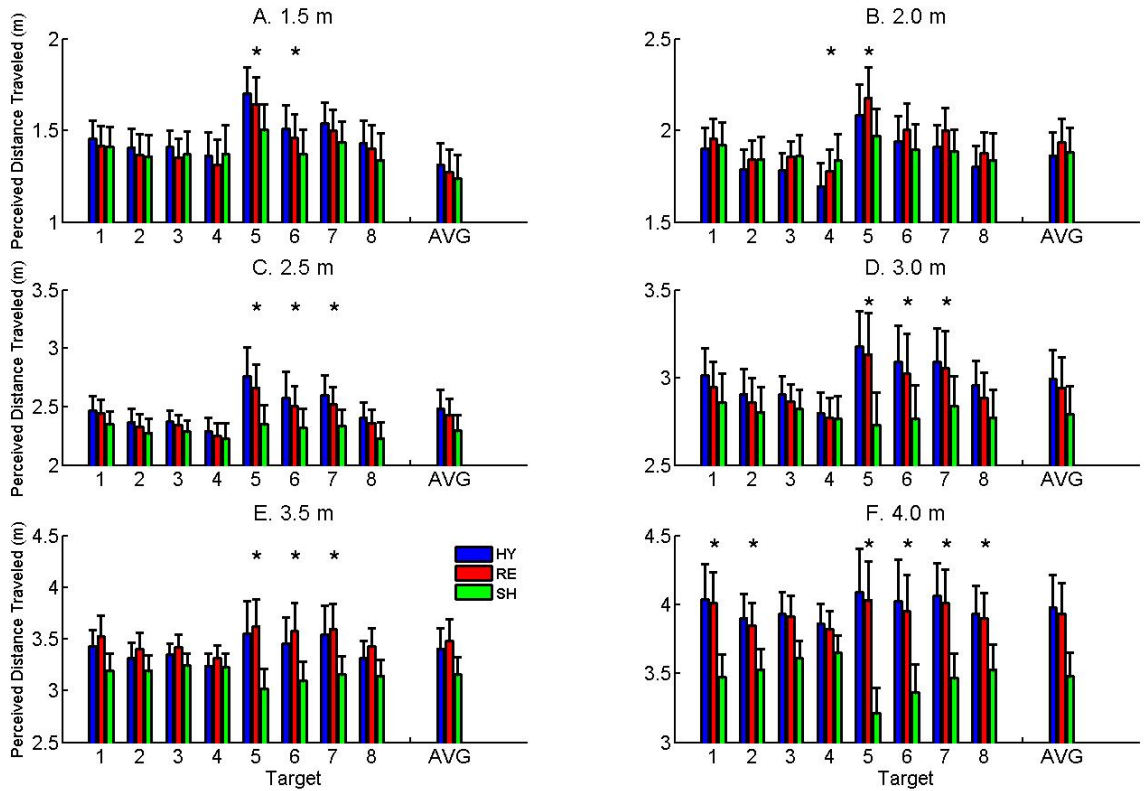 A. 1.5 m
Perceived Distance Traveled (m)
2
1.5
1
* *
1 2 3 4 5 6 7 8 AVG
B. 2.0 m
2.5
2
1.5
* *
1 2 3 4 5 6 7 8 AVG
C. 2.5 m
Perceived Distance Traveled (m)
3.5
3
2.5
2
* * *
1 2 3 4 5 6 7 8 AVG
D. 3.0 m
3.5
3
2.5
* * *
1 2 3 4 5 6 7 8 AVG
E. 3.5 m
Perceived Distance Traveled (m)
4.5
3.5
3
2.5
* * *
HY
RE
SH
1 2 3 4 5 6 7 8 AVG
Target
F. 4.0 m
4.5
4
3.5
3
* * * * * *
1 2 3 4 5 6 7 8 AVG
Target